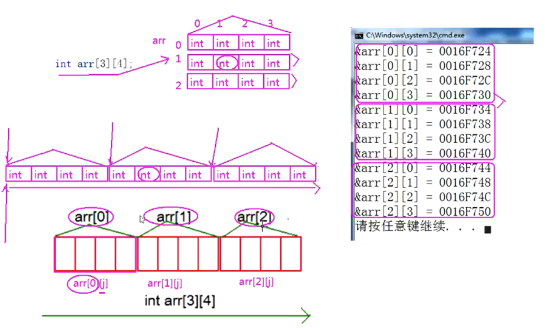 0 1 2 3
arr
int arr[3][4];
0 int int int int
1 int int int int
2 int int int int
int int int int int int int int int int int int
arr[0] arr[1] arr[2]
arr[0][j] arr[1][j] arr[2][j]
int arr[3][4]
C:\Windows\system32\cmd.exe
&arr[0][0] = 0016F724
&arr[0][1] = 0016F728
&arr[0][2] = 0016F72C
&arr[0][3] = 0016F730
&arr[1][0] = 0016F734
&arr[1][1] = 0016F738
&arr[1][2] = 0016F73C
&arr[1][3] = 0016F740
&arr[2][0] = 0016F744
&arr[2][1] = 0016F748
&arr[2][2] = 0016F74C
&arr[2][3] = 0016F750
请按任意键继续. . .